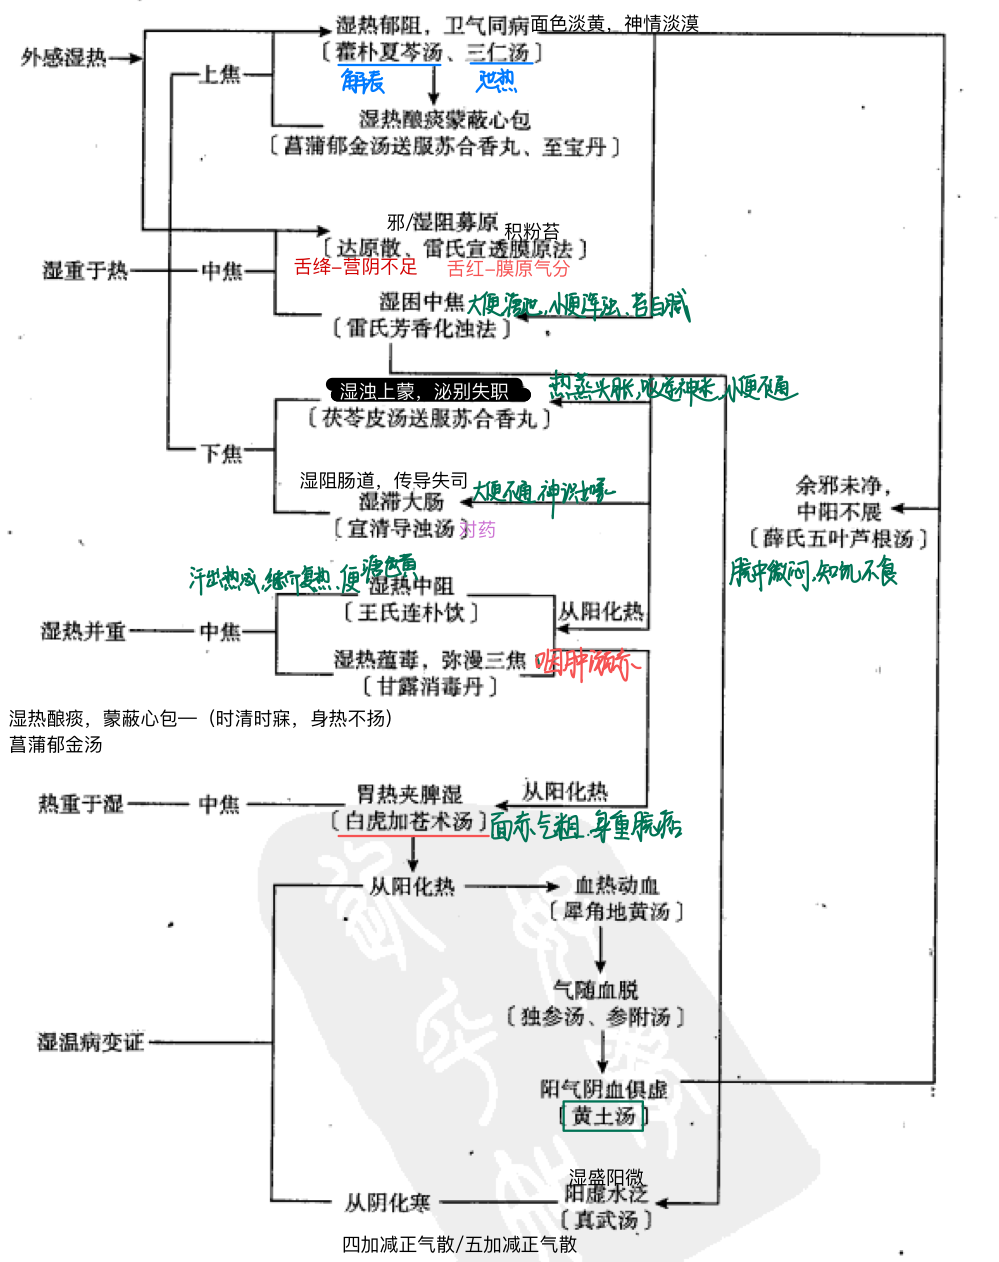 湿热郁阻，卫气同病 面色淡黄，神情淡漠
外感湿热
〔藿朴夏苓汤、三仁汤〕
上焦
解表 泄热
湿热酿痰蒙蔽心包
〔菖蒲郁金汤送服苏合香丸、至宝丹〕
邪/湿阻募原 积粉苔
〔达原散、雷氏宣透膜原法〕
湿重于热 中焦
舌绛-营阴不足 舌红-膜原气分
湿困中焦 大便溏泄，小便浑浊、苔白腻
〔雷氏芳香化浊法〕
湿浊上蒙，泌别失职 热蒸头胀，呕逆神迷，小便不通
〔茯苓皮汤送服苏合香丸〕
下焦
湿阻肠道，传导失司
湿滞大肠 大便不通
〔宣清导浊汤〕对药
余邪未净，
中阳不展
〔薛氏五叶芦根汤〕
脘中微闷，知饥不食
汗出热减，继而复热，便溏色黄
湿热中阻
〔王氏连朴饮〕
从阳化热
湿热并重 中焦
湿热蕴毒，弥漫三焦 咽肿溺赤
〔甘露消毒丹〕
湿热酿痰，蒙蔽心包—（时清时寐，身热不扬）
菖蒲郁金汤
热重于湿 中焦
胃热夹脾湿 从阳化热
〔白虎加苍术汤〕面赤气粗、身重脘痞
从阳化热 血热动血
〔犀角地黄汤〕
气随血脱
〔独参汤、参附汤〕
湿温病变证
阳气阴血俱虚
〔黄土汤〕
湿盛阳微
从阴化寒 阳虚水泛
〔真武汤〕
四加减正气散/五加减正气散